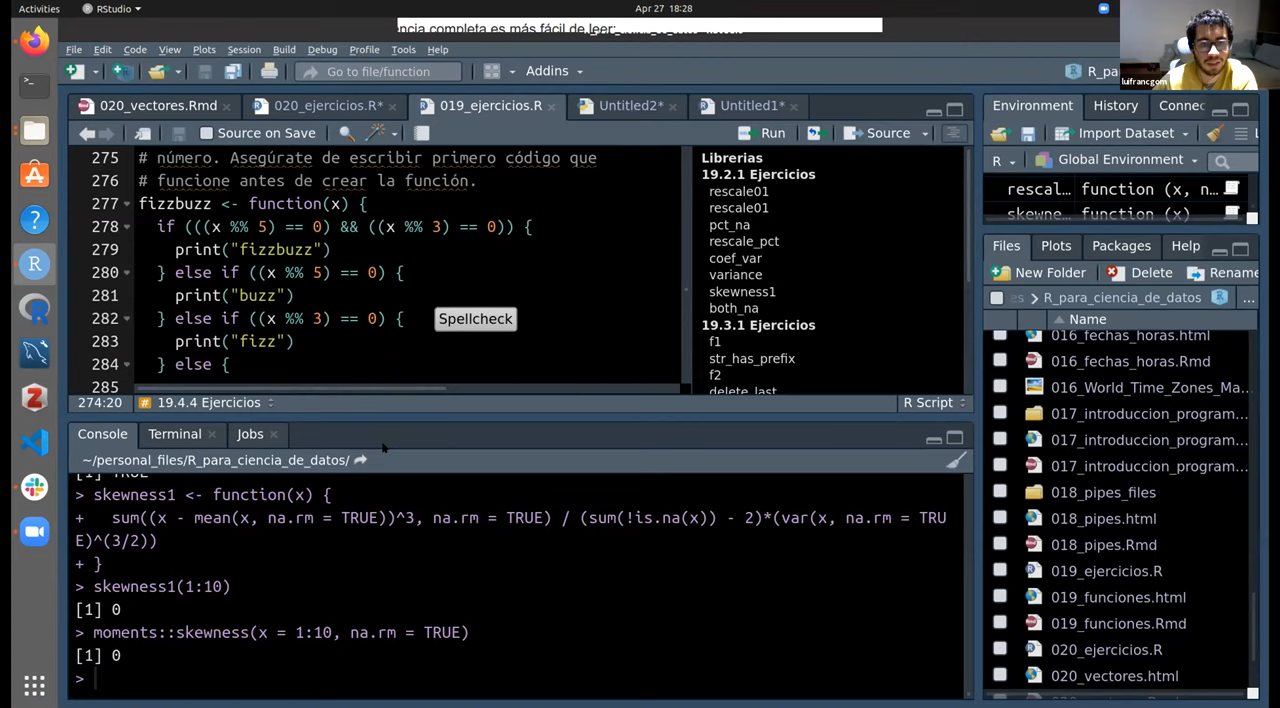 Activities
RStudio
Apr 27 18:28
encia completa es más fácil de leer:
luifrancgom
File Edit Code View Plots Session Build Debug Profile Tools Help
Go to file/function
Addins
R_pa
020_vectores.Rmd
020_ejercicios.R*
019_ejercicios.R
Untitled2*
Untitled1*
Source on Save
Run
Source
275 # número. Asegúrate de escribir primero código que
276 # funcione antes de crear la función.
277 fizzbuzz <- function(x) {
278 if (((x %% 5) == 0) && ((x %% 3) == 0)) {
279 print("fizzbuzz")
280 } else if ((x %% 5) == 0) {
281 print("buzz")
282 } else if ((x %% 3) == 0) {
283 print("fizz")
284 } else {
285
Spellcheck
274:20
# 19.4.4 Ejercicios
R Script
Librerias
19.2.1 Ejercicios
rescale01
rescale01
pct_na
rescale_pct
coef_var
variance
skewness1
both_na
19.3.1 Ejercicios
f1
str_has_prefix
f2
delete_last
Console Terminal Jobs
~/personal_files/R_para_ciencia_de_datos/
[1] TRUE
> skewness1 <- function(x) {
+ sum((x - mean(x, na.rm = TRUE))^3, na.rm = TRUE) / (sum(!is.na(x)) - 2)*(var(x, na.rm = TRU
E)^(3/2))
+ }
> skewness1(1:10)
[1] 0
> moments::skewness(x = 1:10, na.rm = TRUE)
[1] 0
>
Environment History Connec
Import Dataset
R
Global Environment
rescal… function (x, n…
skewne… function (x)
Files Plots Packages Help
New Folder Delete Rename
es R_para_ciencia_de_datos ...
Name
016_fechas_horas.html
016_fechas_horas.Rmd
016_World_Time_Zones_Ma...
017_introduccion_program...
017_introduccion_program...
017_introduccion_program...
018_pipes_files
018_pipes.html
018_pipes.Rmd
019_ejercicios.R
019_funciones.html
019_funciones.Rmd
020_ejercicios.R
020_vectores.html
020_vectores.Rmd